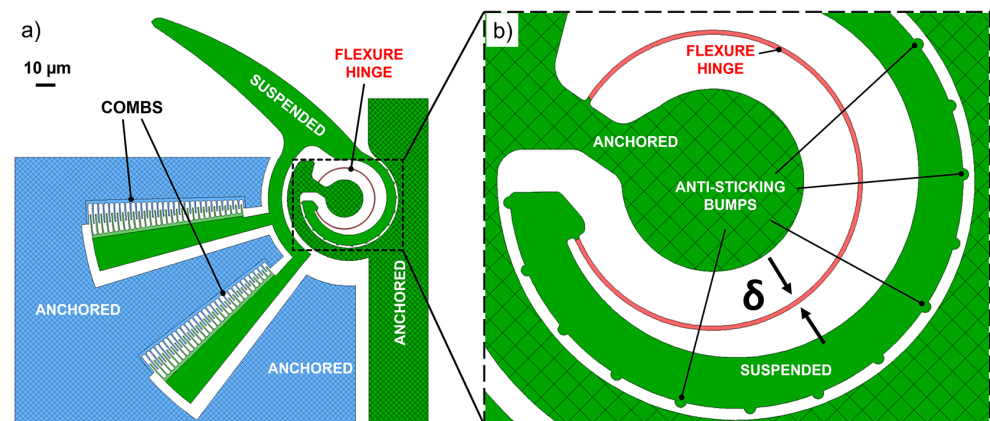 a)
10 µm
COMBS
FLEXURE
HINGE
SUSPENDED
ANCHORED
ANCHORED
ANCHORED
b)
FLEXURE
HINGE
ANCHORED
ANTI-STICKING
BUMPS
δ
SUSPENDED